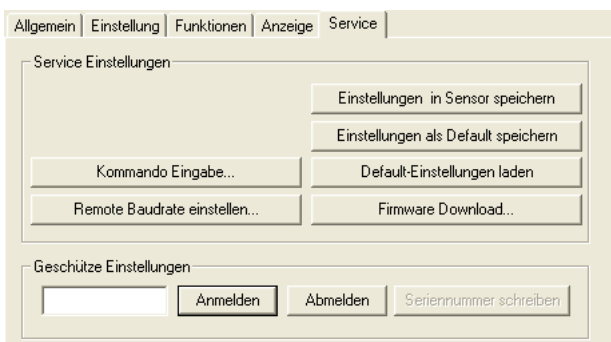 Allgemein Einstellung Funktionen Anzeige Service
Service Einstellungen
Einstellungen in Sensor speichern
Einstellungen als Default speichern
Kommando Eingabe... Default-Einstellungen laden
Remote Baudrate einstellen... Firmware Download...
Geschütze Einstellungen
Anmelden Abmelden Seriennummer schreiben